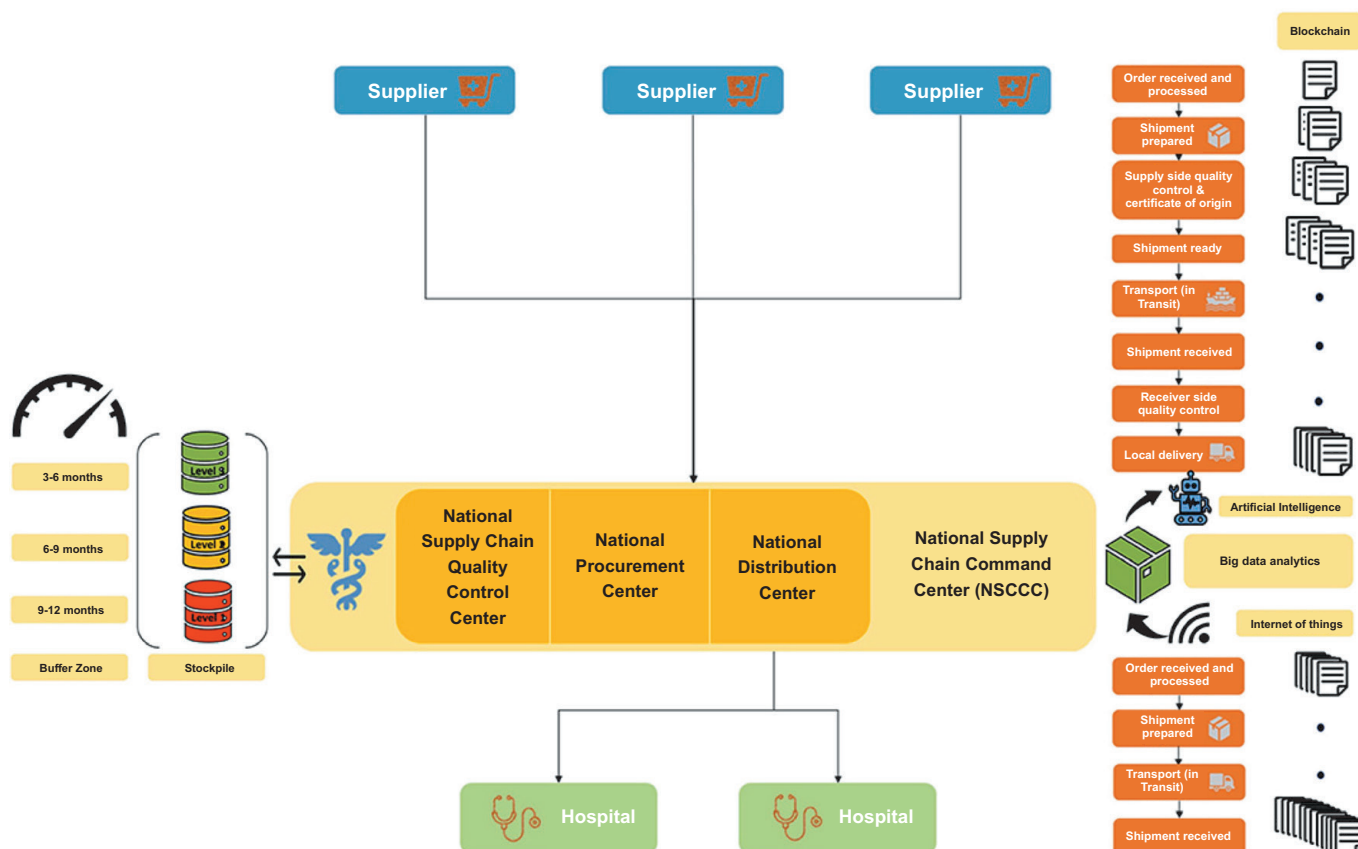 Blockchain
Supplier
Supplier
Supplier
Order received and
processed
Shipment
prepared
Supply side quality
control &
certificate of origin
Shipment ready
Transport (in
Transit)
Shipment received
Receiver side
quality control
Local delivery
3-6 months
6-9 months
9-12 months
Buffer Zone
Level
Level
Level
Stockpile
National
Supply Chain
Quality
Control
Center
National
Procurement
Center
National
Distribution
Center
National Supply
Chain Command
Center (NSCCC)
Artificial Intelligence
Big data analytics
Internet of things
Order received and
processed
Shipment
prepared
Transport (in
Transit)
Shipment received
Hospital
Hospital